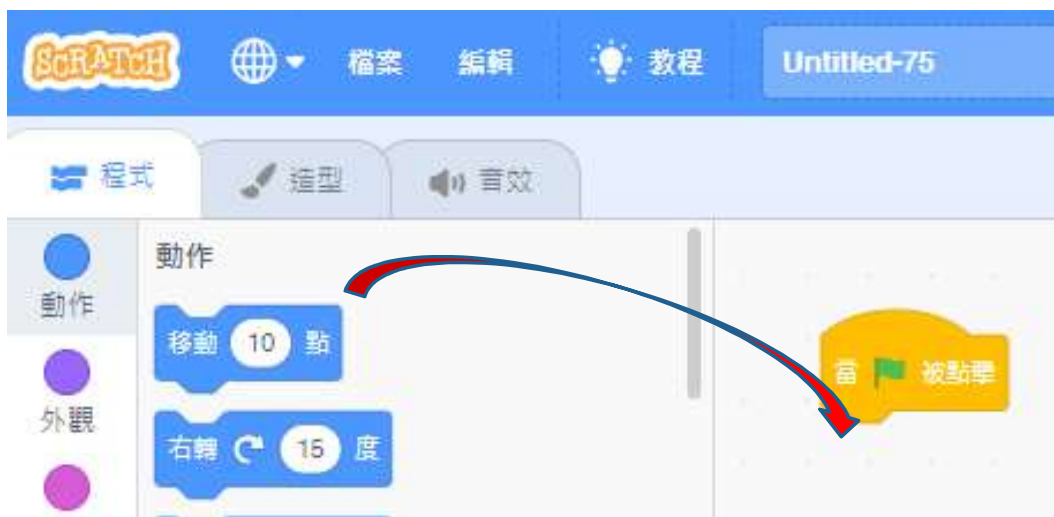 SCRATCH 檔案 編輯 教程 Untitled-75
程式 造型 音效
動作
動作
移動 10 點
當 被點擊
外觀
右轉 15 度